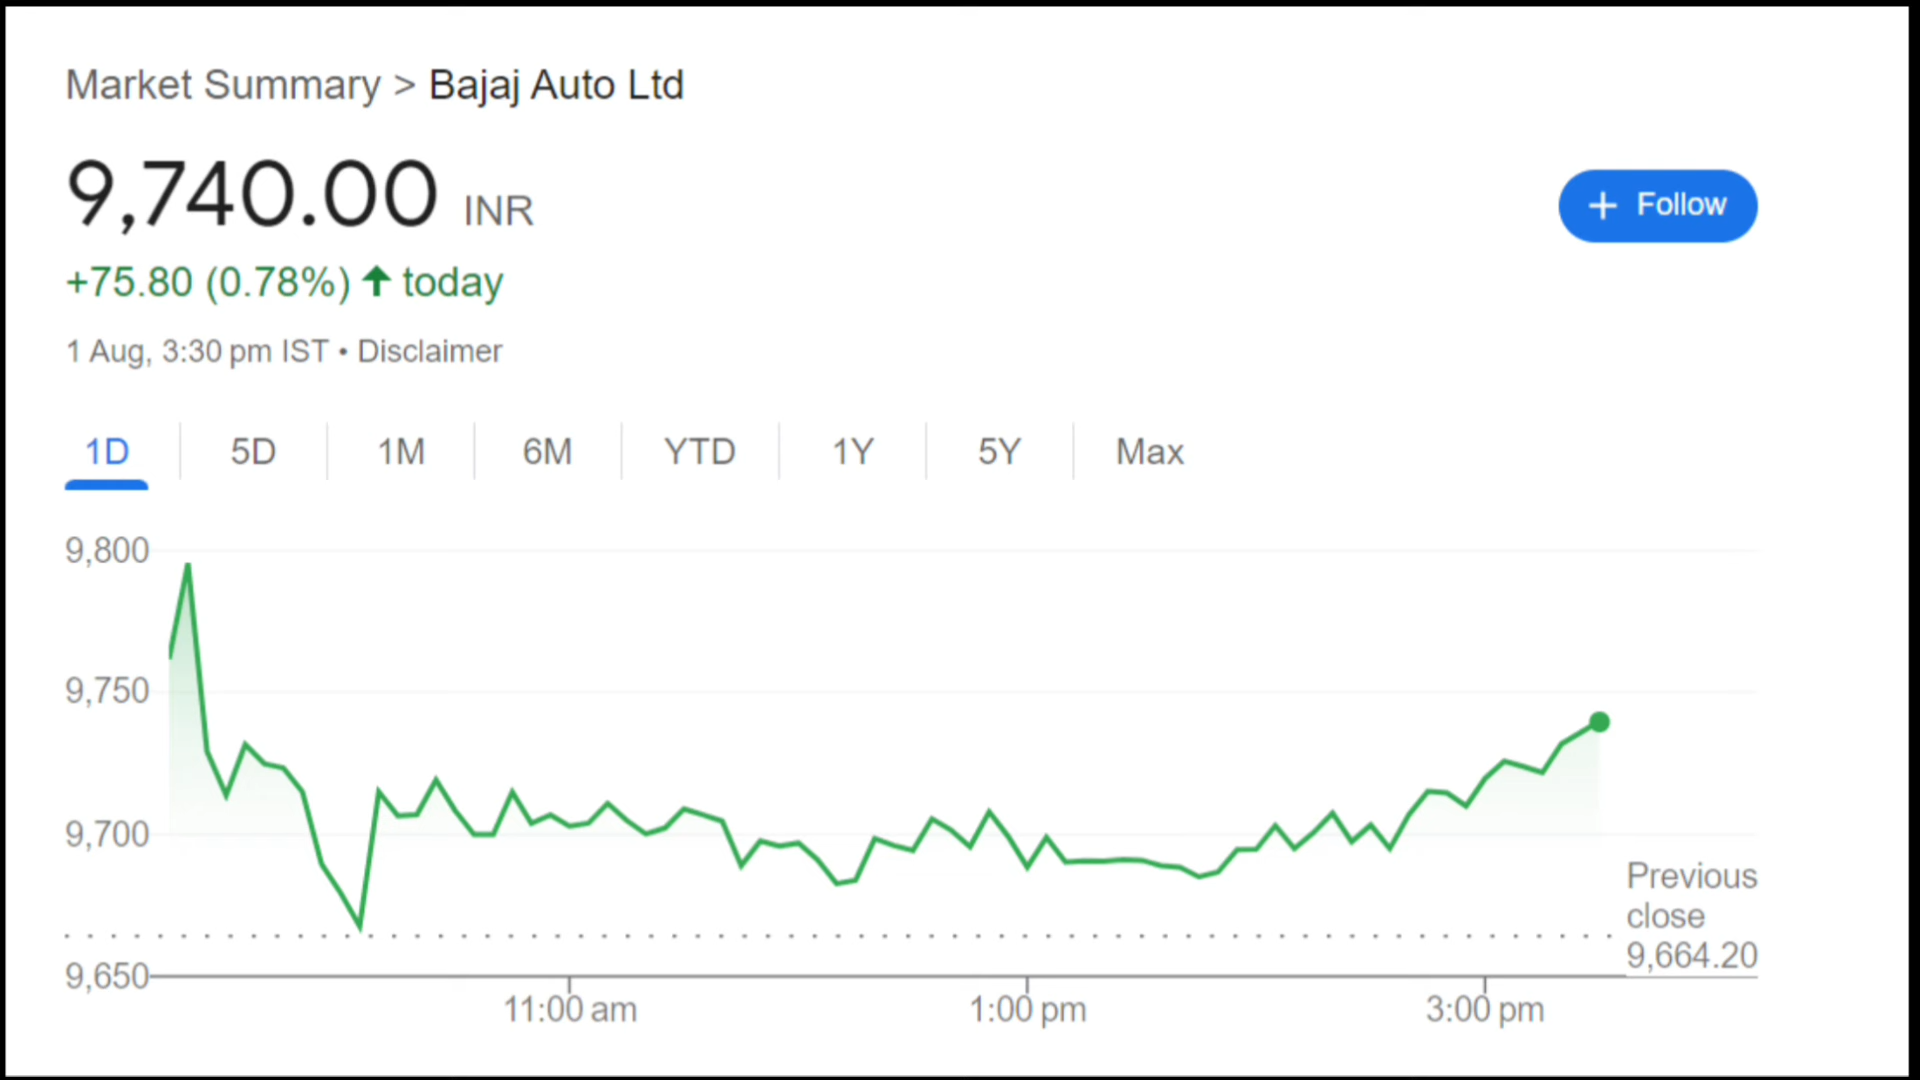 Market Summary > Bajaj Auto Ltd
9,740.00 INR
+ Follow
+75.80 (0.78%) ↑ today
1 Aug, 3:30 pm IST • Disclaimer
1D 5D 1M 6M YTD 1Y 5Y Max
9,800
9,750
9,700
Previous
close
9,664.20
9,650
11:00 am 1:00 pm 3:00 pm